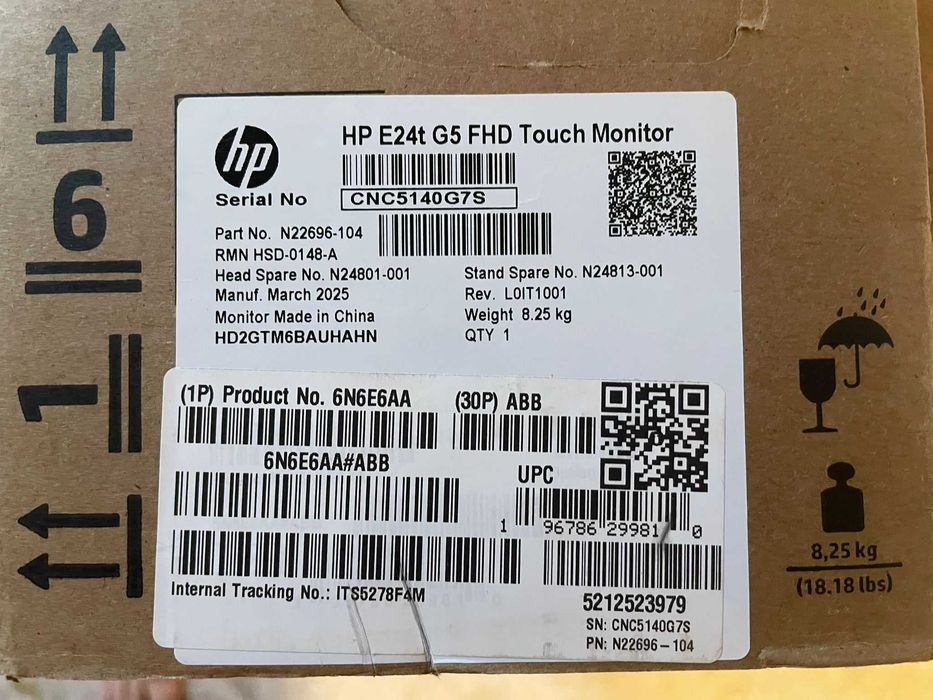 hp
HP E24t G5 FHD Touch Monitor
Serial No
CNC5140G7S
Part No. N22696-104
RMN HSD-0148-A
Head Spare No. N24801-001
Stand Spare No. N24813-001
Manuf. March 2025
Rev. L0IT1001
Monitor Made in China
Weight 8.25 kg
HD2GTM6BAUHAHN
QTY 1
(1P) Product No. 6N6E6AA
(30P) ABB
6N6E6AA#ABB
UPC
1 96786 29981 0
Internal Tracking No.: ITS5278F4M
5212523979
SN: CNC5140G7S
PN: N22696-104
6
1
8,25 kg
(18.18 lbs)